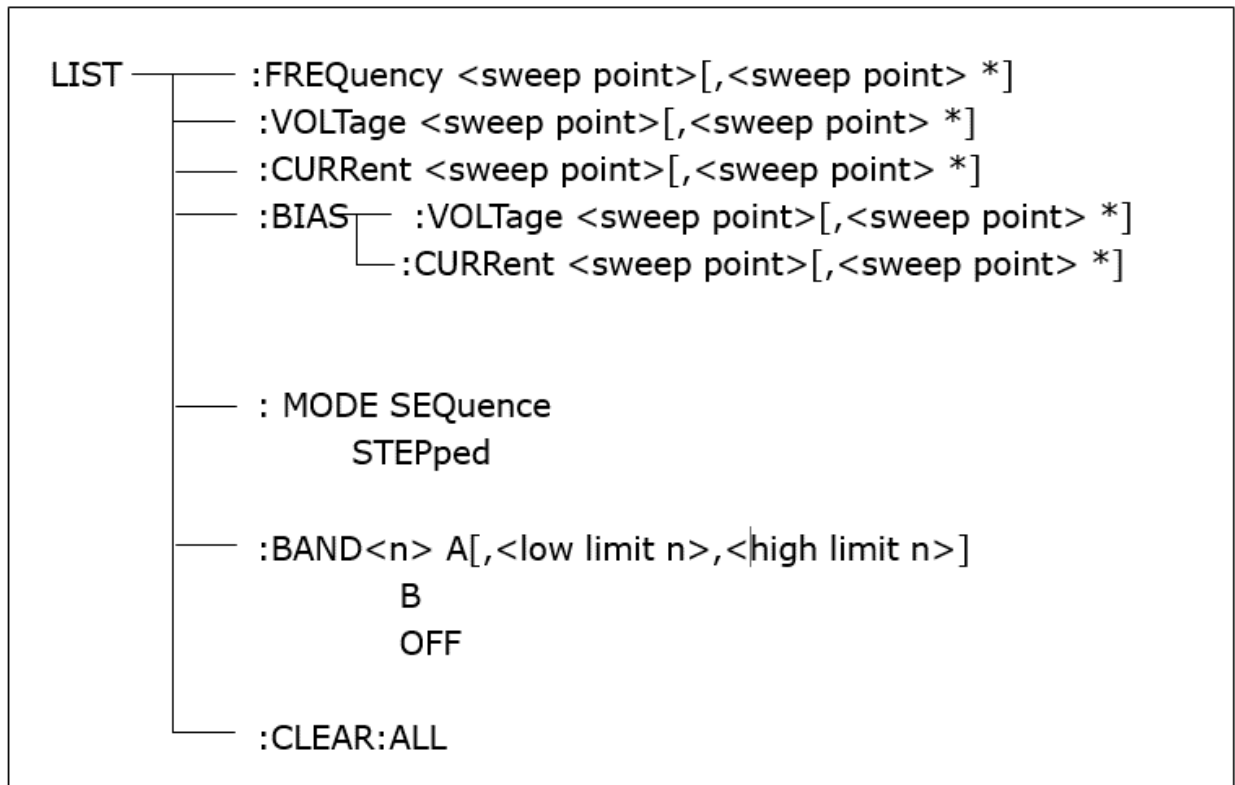 LIST :FREQuency <sweep point>[,<sweep point> *]
:VOLTage <sweep point>[,<sweep point> *]
:CURRent <sweep point>[,<sweep point> *]
:BIAS :VOLTage <sweep point>[,<sweep point> *]
:CURRent <sweep point>[,<sweep point> *]
: MODE SEQuence
STEPped
:BAND<n> A[,<low limit n>,<high limit n>]
B
OFF
:CLEAR:ALL